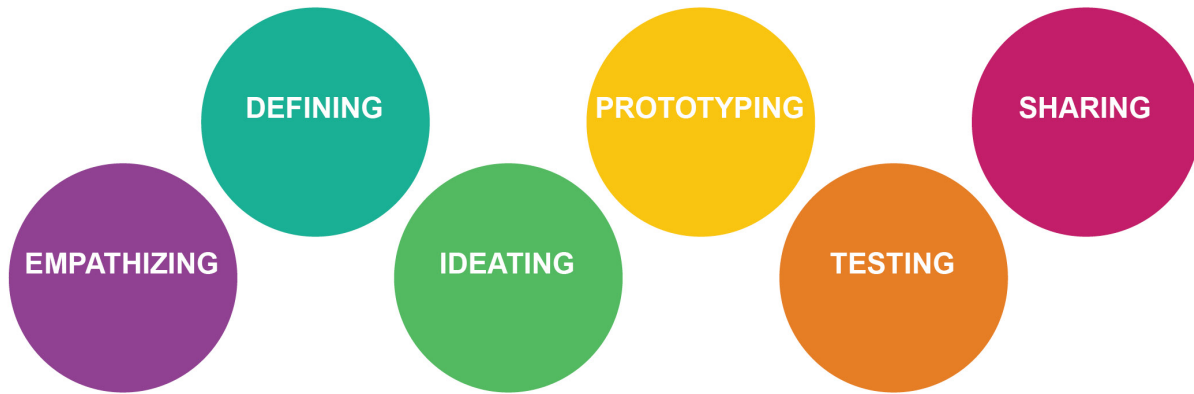 EMPATHIZING
DEFINING
IDEATING
PROTOTYPING
TESTING
SHARING